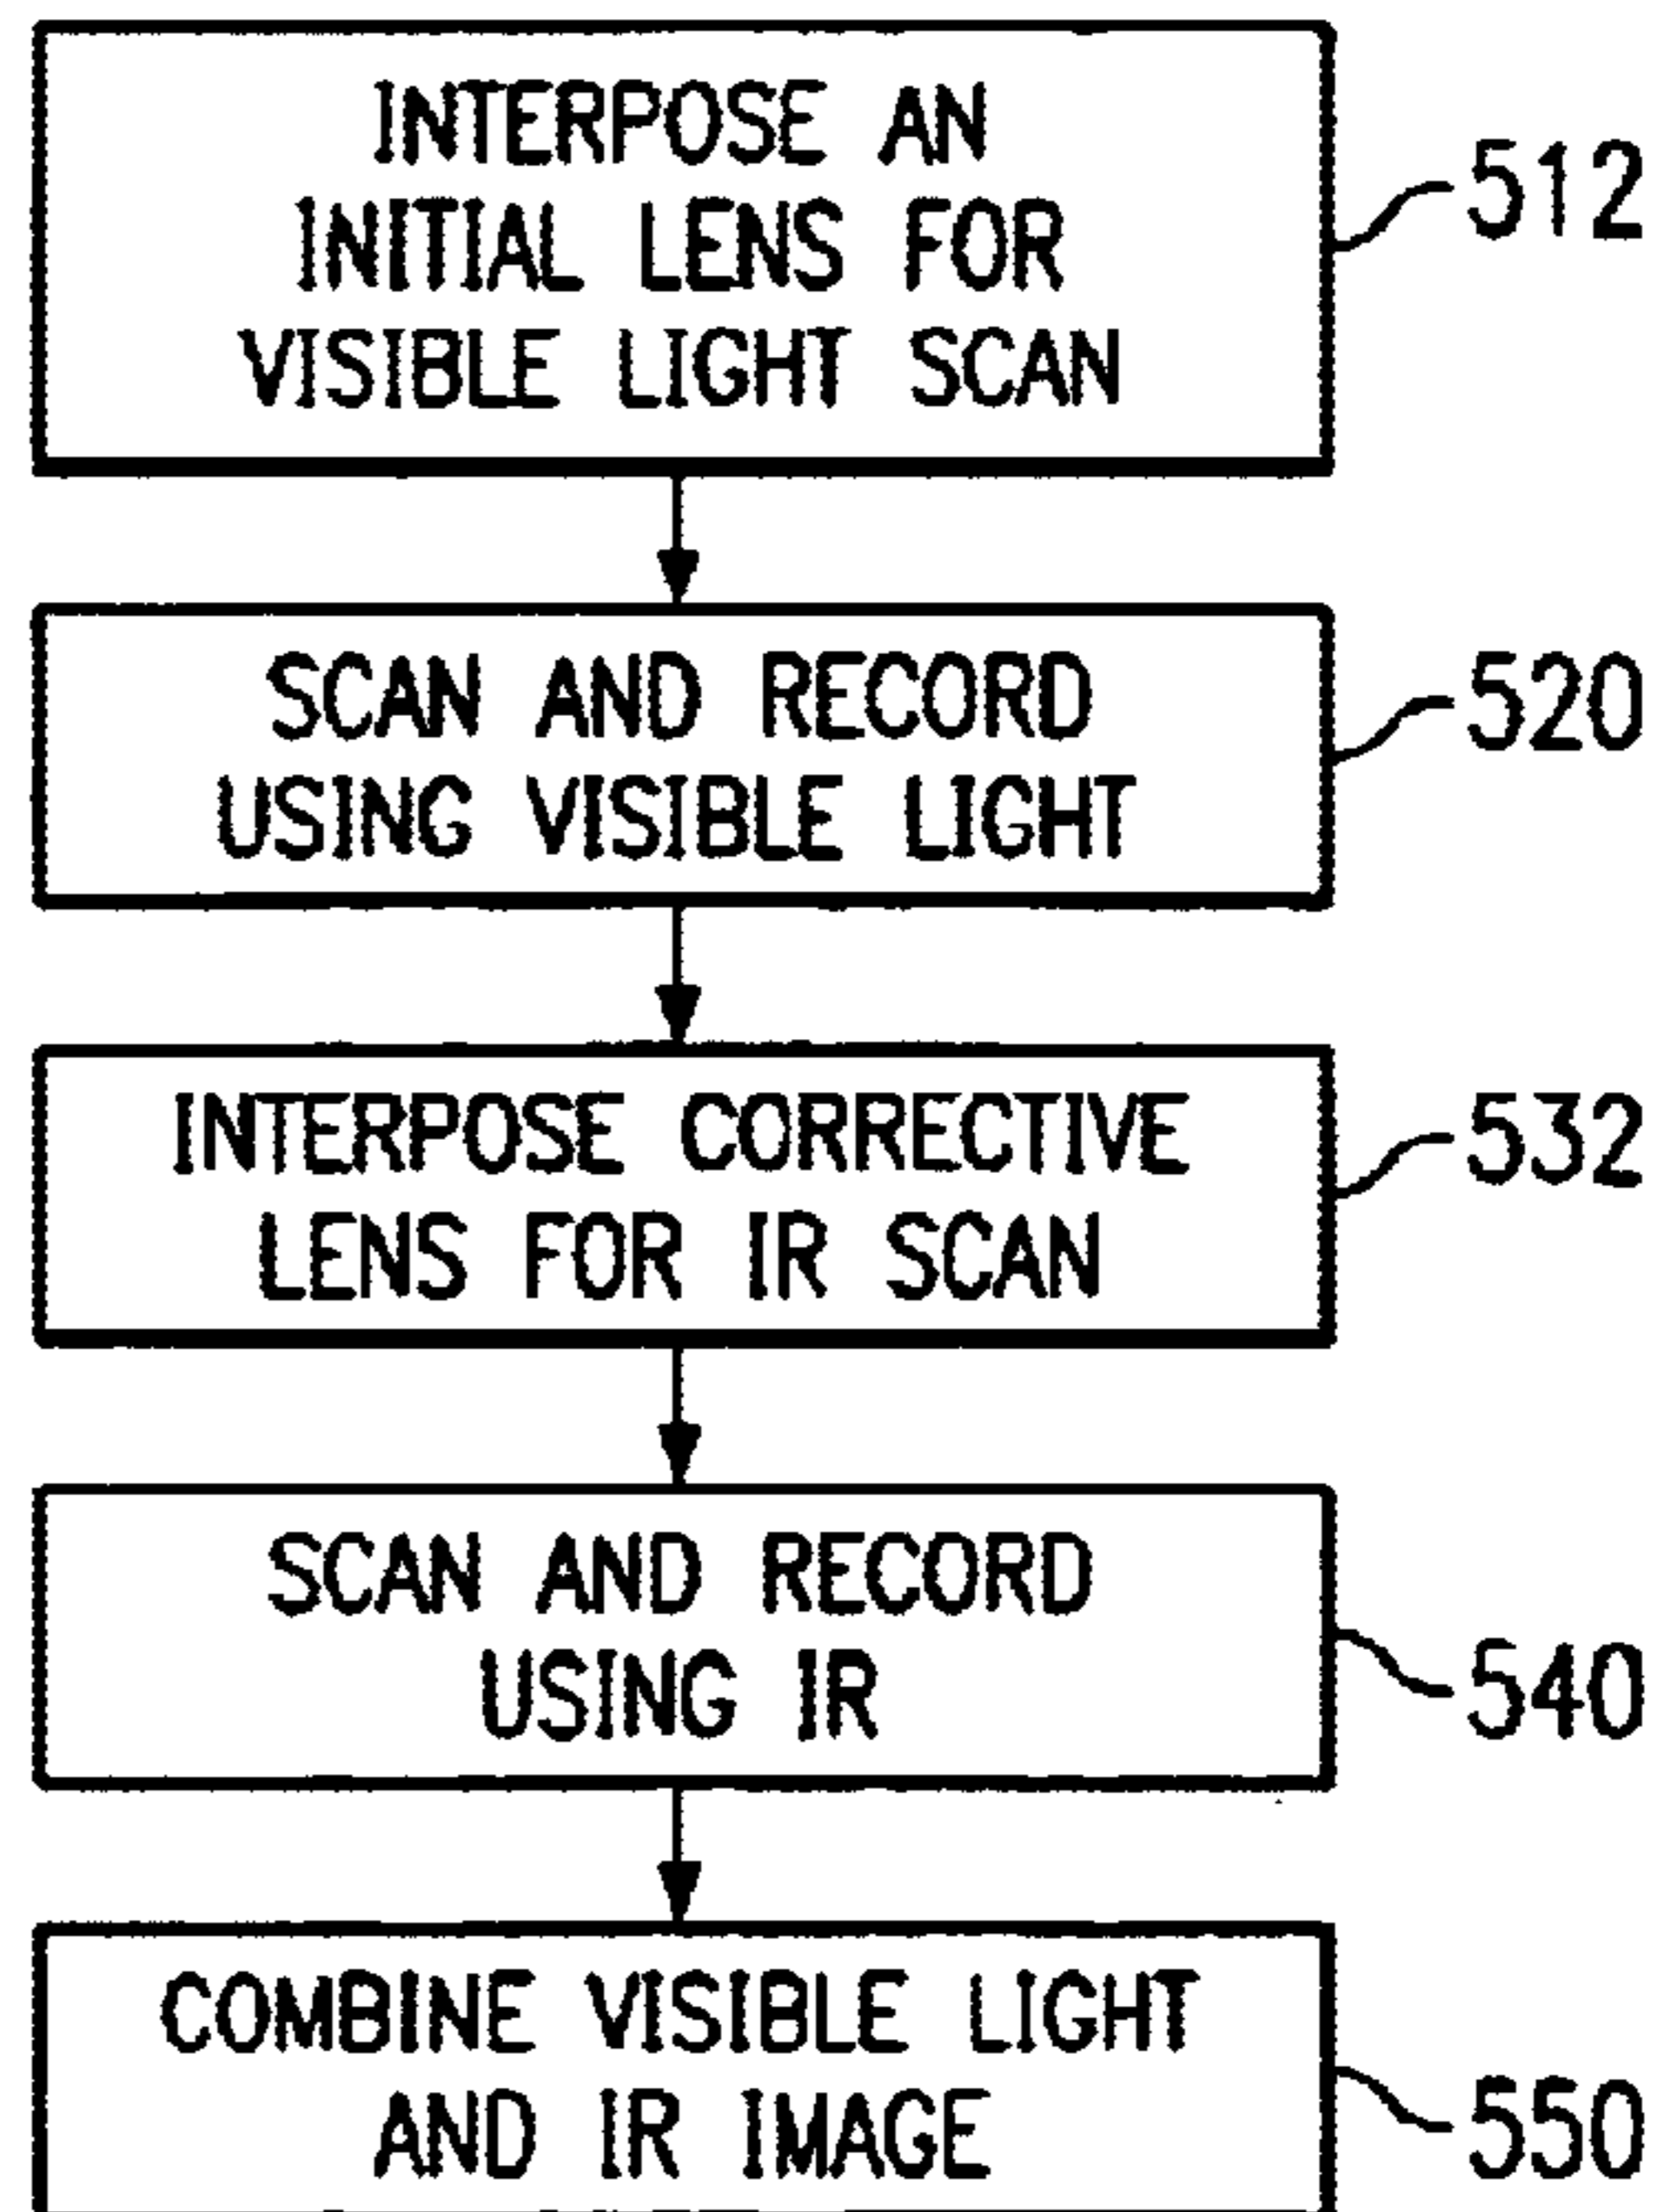 INTERPOSE AN
INITIAL LENS FOR
VISIBLE LIGHT SCAN
512
SCAN AND RECORD
USING VISIBLE LIGHT
520
INTERPOSE CORRECTIVE
LENS FOR IR SCAN
532
SCAN AND RECORD
USING IR
540
COMBINE VISIBLE LIGHT
AND IR IMAGE
550